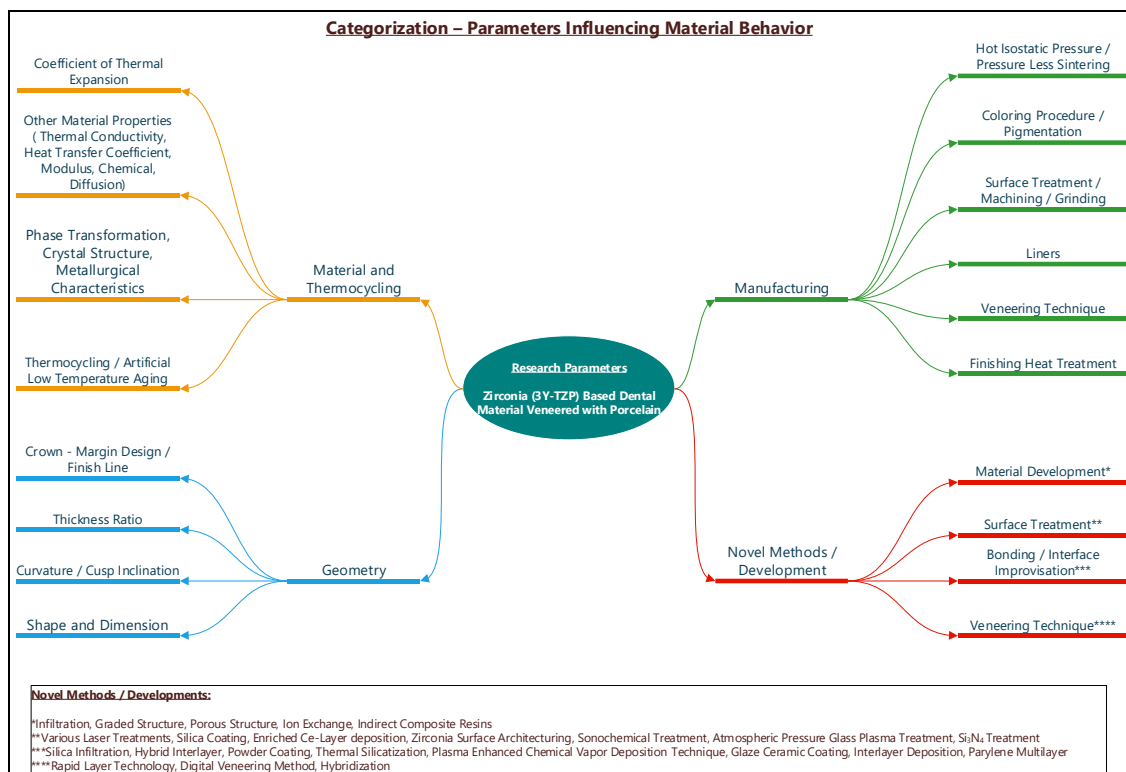 Categorization – Parameters Influencing Material Behavior
Coefficient of Thermal
Expansion
Other Material Properties
( Thermal Conductivity,
Heat Transfer Coefficient,
Modulus, Chemical,
Diffusion)
Phase Transformation,
Crystal Structure,
Metallurgical
Characteristics
Thermocycling / Artificial
Low Temperature Aging
Material and
Thermocycling
Crown - Margin Design /
Finish Line
Thickness Ratio
Curvature / Cusp Inclination
Shape and Dimension
Geometry
Research Parameters
Zirconia (3Y-TZP) Based Dental
Material Veneered with Porcelain
Manufacturing
Hot Isostatic Pressure /
Pressure Less Sintering
Coloring Procedure /
Pigmentation
Surface Treatment /
Machining / Grinding
Liners
Veneering Technique
Finishing Heat Treatment
Novel Methods /
Development
Material Development*
Surface Treatment**
Bonding / Interface
Improvisation***
Veneering Technique****
Novel Methods / Developments:
*Infiltration, Graded Structure, Porous Structure, Ion Exchange, Indirect Composite Resins
**Various Laser Treatments, Silica Coating, Enriched Ce-Layer deposition, Zirconia Surface Architecturing, Sonochemical Treatment, Atmospheric Pressure Glass Plasma Treatment, Si₃N₄ Treatment
***Silica Infiltration, Hybrid Interlayer, Powder Coating, Thermal Silicatization, Plasma Enhanced Chemical Vapor Deposition Technique, Glaze Ceramic Coating, Interlayer Deposition, Parylene Multilayer
****Rapid Layer Technology, Digital Veneering Method, Hybridization